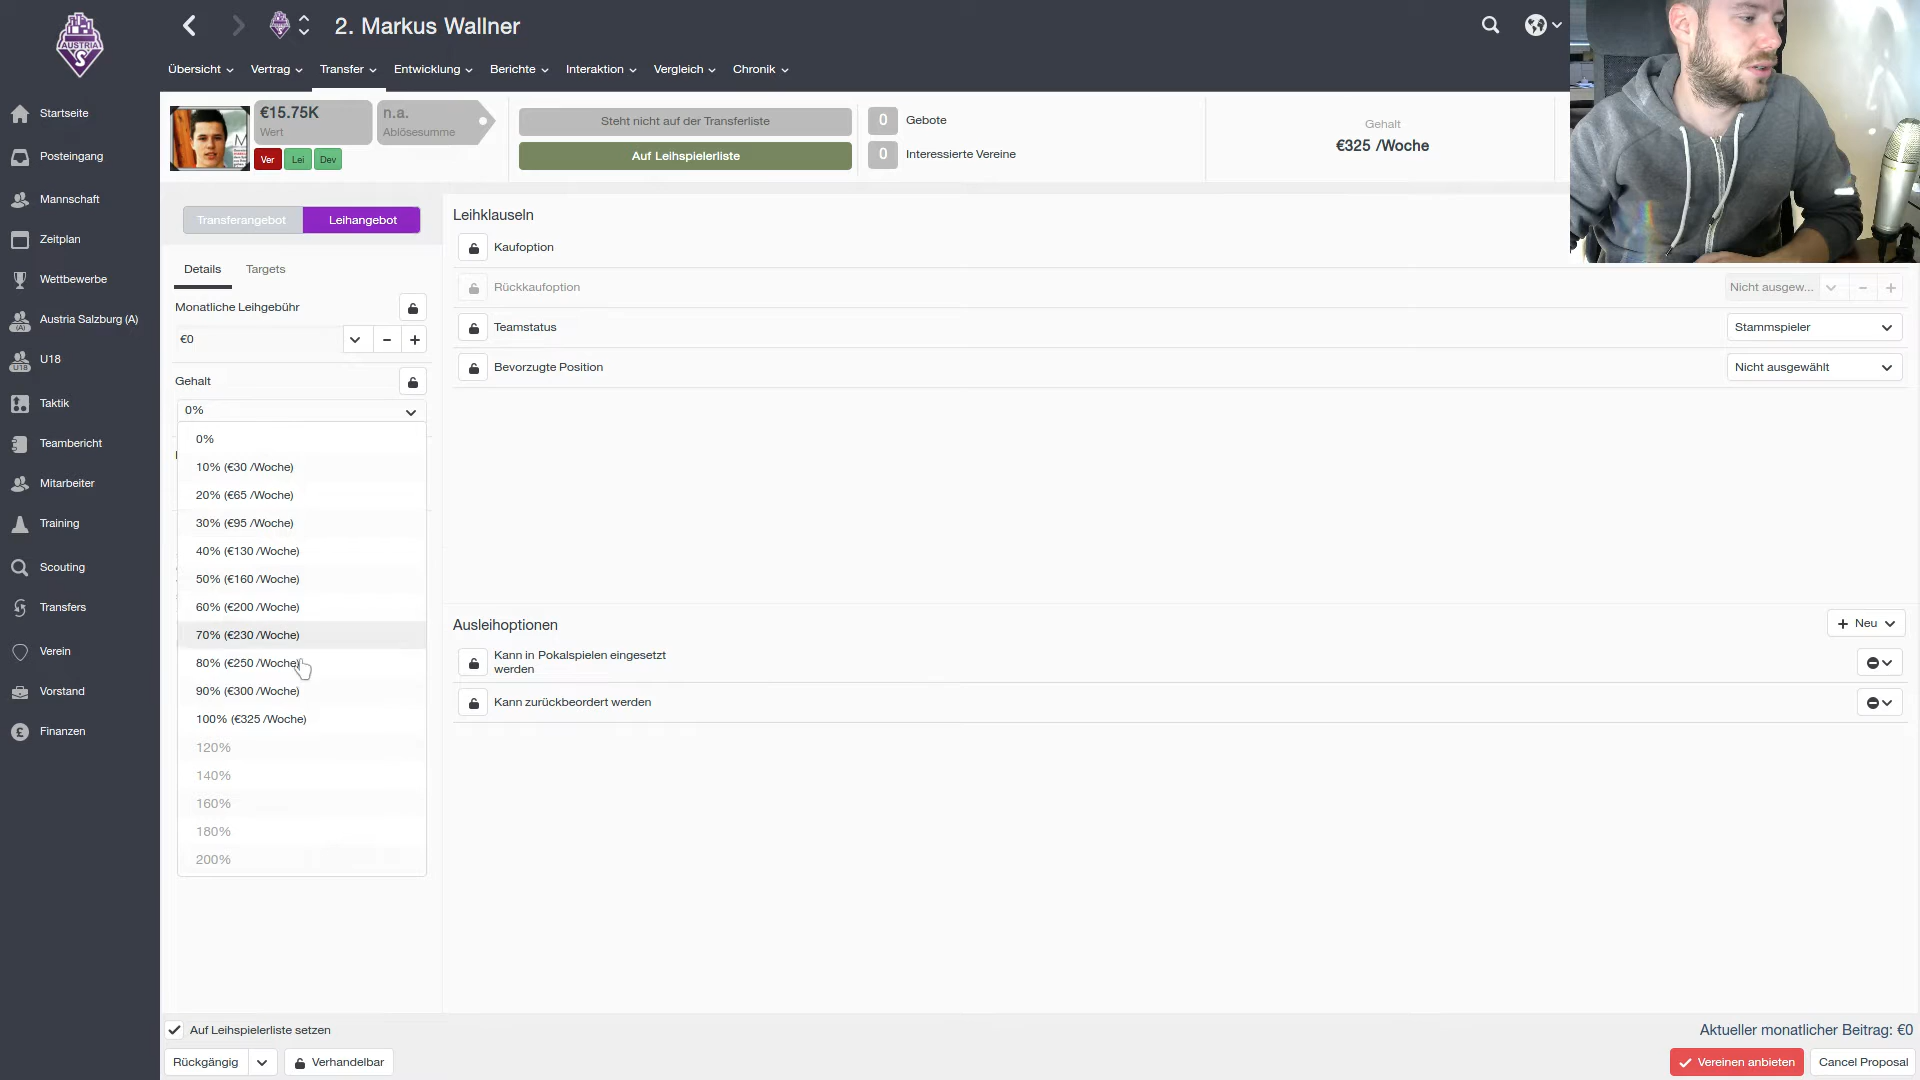 AUSTRIA
S
2. Markus Wallner
Übersicht
Vertrag
Transfer
Entwicklung
Berichte
Interaktion
Vergleich
Chronik
Startseite
Posteingang
Mannschaft
Zeitplan
Wettbewerbe
Austria Salzburg (A)
U18
Taktik
Teambericht
Mitarbeiter
Training
Scouting
Transfers
Verein
Vorstand
Finanzen
€15.75K
Wert
n.a.
Ablösesumme
Ver
Lei
Dev
Steht nicht auf der Transferliste
Auf Leihspielerliste
0 Gebote
0 Interessierte Vereine
Gehalt
€325 /Woche
Transferangebot
Leihangebot
Details
Targets
Monatliche Leihgebühr
€0
Gehalt
0%
0%
10% (€30 /Woche)
20% (€65 /Woche)
30% (€95 /Woche)
40% (€130 /Woche)
50% (€160 /Woche)
60% (€200 /Woche)
70% (€230 /Woche)
80% (€250 /Woche)
90% (€300 /Woche)
100% (€325 /Woche)
120%
140%
160%
180%
200%
Leihklauseln
Kaufoption
Rückkaufoption
Nicht ausgew...
Teamstatus
Stammspieler
Bevorzugte Position
Nicht ausgewählt
Ausleihoptionen
Neu
Kann in Pokalspielen eingesetzt
werden
Kann zurückbeordert werden
Auf Leihspielerliste setzen
Aktueller monatlicher Beitrag: €0
Rückgängig
Verhandelbar
Vereinen anbieten
Cancel Proposal